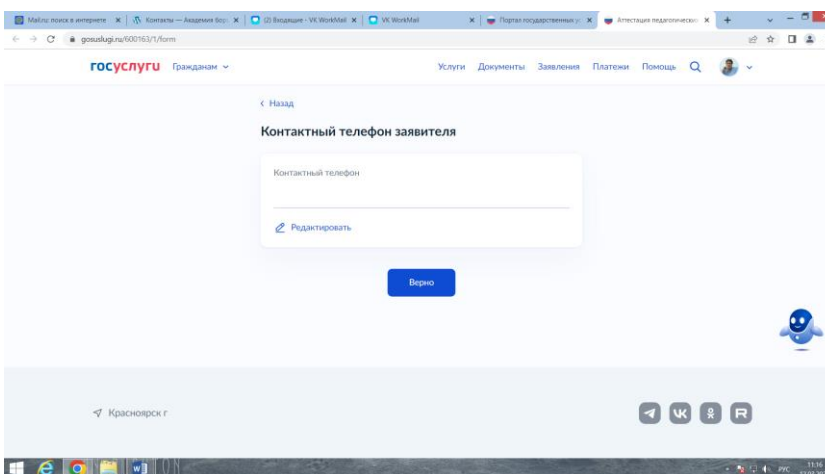 Mail.ru: поиск в интернете
Контакты — Академия бор
(2) Входящие - VK WorkMail
VK WorkMail
Портал государственных у
Аттестация педагогически
gosuslugi.ru/600163/1/form
госуслуги Гражданам
Услуги Документы Заявления Платежи Помощь
Назад
Контактный телефон заявителя
Контактный телефон
Редактировать
Верно
Красноярск г
РУС 11:16